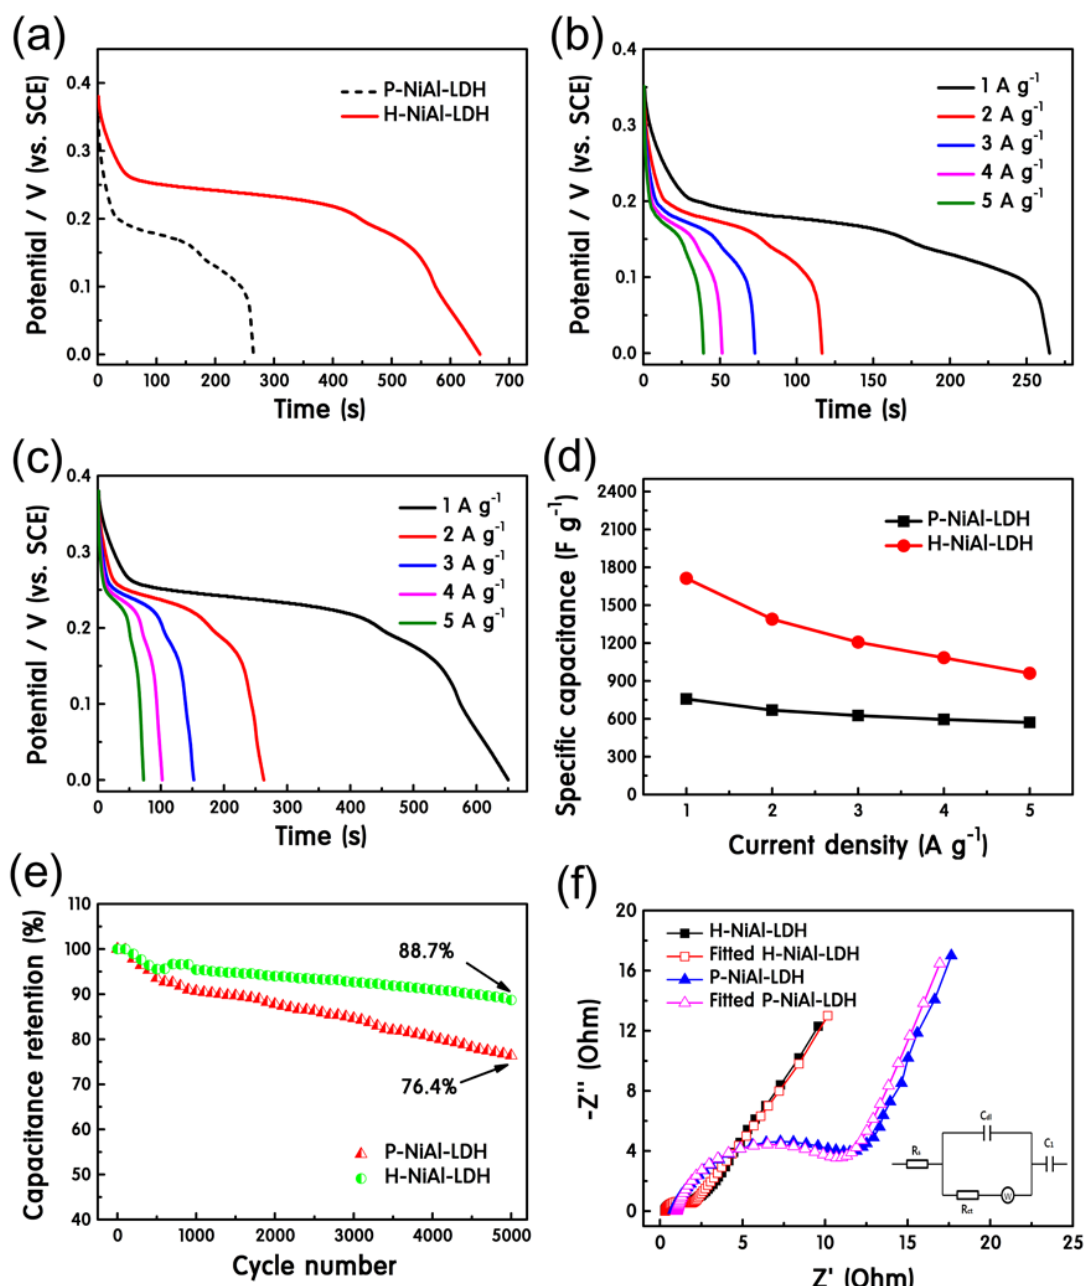 (a)
Potential / V (vs. SCE)
0.4
0.3
0.2
0.1
0.0
P-NiAl-LDH
H-NiAl-LDH
0 100 200 300 400 500 600 700
Time (s)
(b)
Potential / V (vs. SCE)
0.4
0.3
0.2
0.1
0.0
1 A g⁻¹
2 A g⁻¹
3 A g⁻¹
4 A g⁻¹
5 A g⁻¹
0 50 100 150 200 250
Time (s)
(c)
Potential / V (vs. SCE)
0.4
0.3
0.2
0.1
0.0
1 A g⁻¹
2 A g⁻¹
3 A g⁻¹
4 A g⁻¹
5 A g⁻¹
0 100 200 300 400 500 600
Time (s)
(d)
Specific capacitance (F g⁻¹)
2400
2100
1800
1500
1200
900
600
300
0
P-NiAl-LDH
H-NiAl-LDH
1 2 3 4 5
Current density (A g⁻¹)
(e)
Capacitance retention (%)
110
100
90
80
70
60
50
40
88.7%
76.4%
P-NiAl-LDH
H-NiAl-LDH
0 1000 2000 3000 4000 5000
Cycle number
(f)
-Z'' (Ohm)
20
16
12
8
4
0
H-NiAl-LDH
Fitted H-NiAl-LDH
P-NiAl-LDH
Fitted P-NiAl-LDH
Cdl
Rs
C1
Rct
W
0 5 10 15 20 25
Z' (Ohm)